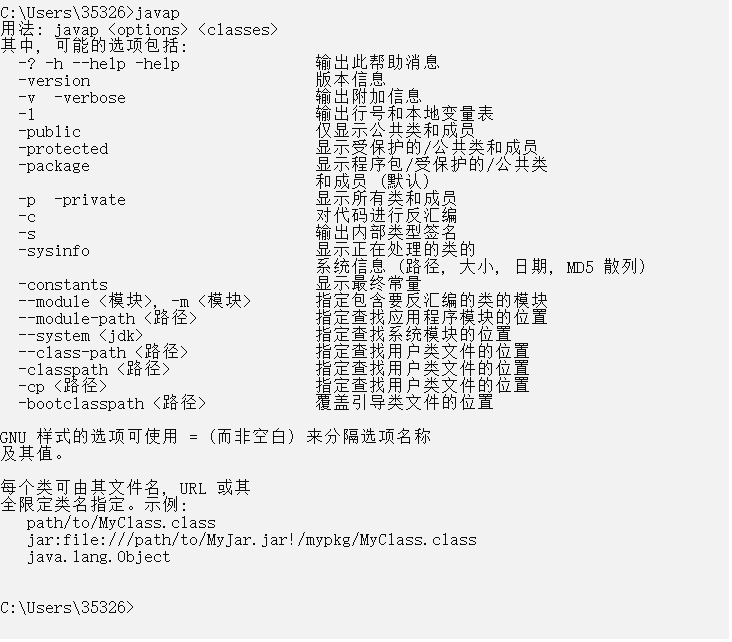 C:\Users\35326>javap
用法: javap <options> <classes>
其中, 可能的选项包括:
  -? -h --help -help               输出此帮助消息
  -version                         版本信息
  -v  -verbose                     输出附加信息
  -l                               输出行号和本地变量表
  -public                          仅显示公共类和成员
  -protected                       显示受保护的/公共类和成员
  -package                         显示程序包/受保护的/公共类
                                   和成员 (默认)
  -p  -private                     显示所有类和成员
  -c                               对代码进行反汇编
  -s                               输出内部类型签名
  -sysinfo                         显示正在处理的类的
                                   系统信息 (路径, 大小, 日期, MD5 散列)
  -constants                       显示最终常量
  --module <模块>, -m <模块>       指定包含要反汇编的类的模块
  --module-path <路径>             指定查找应用程序模块的位置
  --system <jdk>                   指定查找系统模块的位置
  --class-path <路径>              指定查找用户类文件的位置
  -classpath <路径>                指定查找用户类文件的位置
  -cp <路径>                       指定查找用户类文件的位置
  -bootclasspath <路径>            覆盖引导类文件的位置
GNU 样式的选项可使用 = (而非空白) 来分隔选项名称
及其值。
每个类可由其文件名, URL 或其
全限定类名指定。示例:
   path/to/MyClass.class
   jar:file:///path/to/MyJar.jar!/mypkg/MyClass.class
   java.lang.Object
C:\Users\35326>